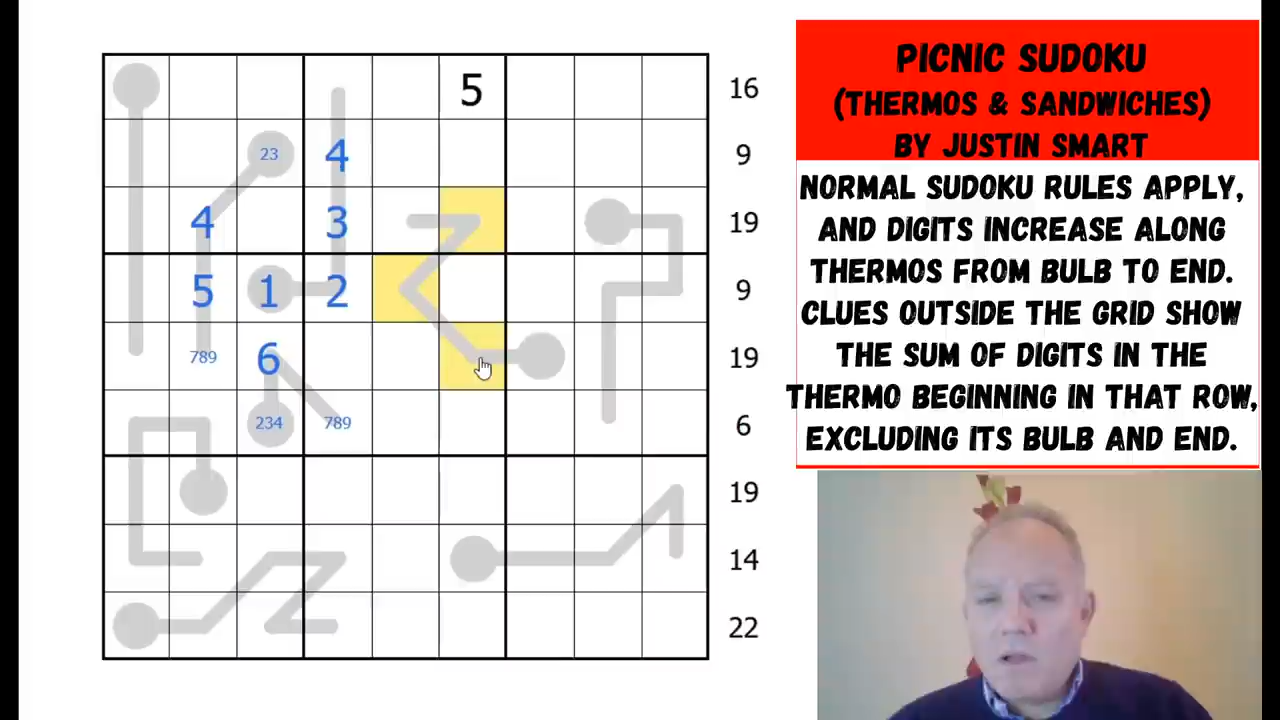 PICNIC SUDOKU
(THERMOS & SANDWICHES)
BY JUSTIN SMART
NORMAL SUDOKU RULES APPLY,
AND DIGITS INCREASE ALONG
THERMOS FROM BULB TO END.
CLUES OUTSIDE THE GRID SHOW
THE SUM OF DIGITS IN THE
THERMO BEGINNING IN THAT ROW,
EXCLUDING ITS BULB AND END.
5 16
23 4 9
4 3 19
5 1 2 9
789 6 19
234 789 6
19
14
22